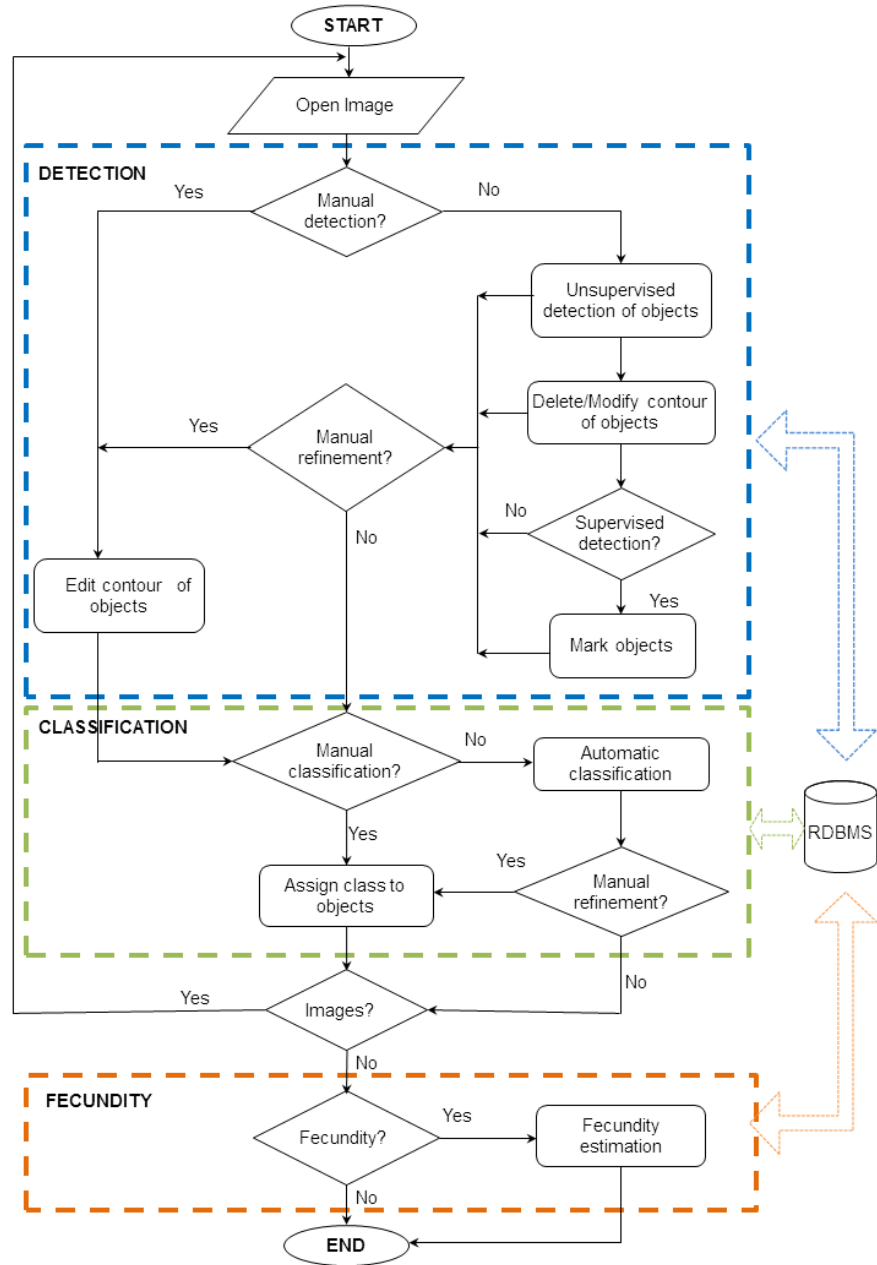 START
Open Image
DETECTION
Yes
Manual
detection?
No
Unsupervised
detection of objects
Delete/Modify contour
of objects
Yes
Manual
refinement?
No
Supervised
detection?
No
Edit contour of
objects
Yes
Mark objects
CLASSIFICATION
Manual
classification?
No
Automatic
classification
RDBMS
Yes
Assign class to
objects
Yes
Manual
refinement?
No
Yes
Images?
No
FECUNDITY
Fecundity?
Yes
Fecundity
estimation
No
END